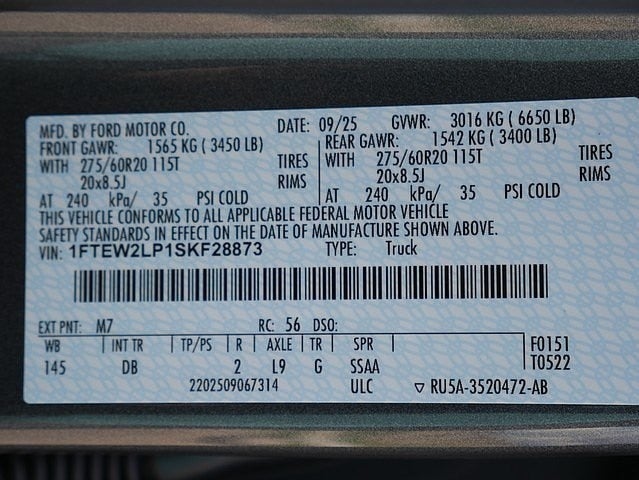 MFD. BY FORD MOTOR CO. DATE: 09/25 GVWR: 3016 KG ( 6650 LB)
FRONT GAWR: 1565 KG ( 3450 LB) REAR GAWR: 1542 KG ( 3400 LB)
WITH 275/60R20 115T TIRES WITH 275/60R20 115T TIRES
20x8.5J RIMS 20x8.5J RIMS
AT 240 kPa/ 35 PSI COLD AT 240 kPa/ 35 PSI COLD
THIS VEHICLE CONFORMS TO ALL APPLICABLE FEDERAL MOTOR VEHICLE
SAFETY STANDARDS IN EFFECT ON THE DATE OF MANUFACTURE SHOWN ABOVE.
VIN: 1FTEW2LP1SKF28873 TYPE: Truck
EXT PNT: M7 RC: 56 DSO:
WB INT TR TP/PS R AXLE TR SPR F0151
145 DB 2 L9 G SSAA T0522
2202509067314 ULC ▽ RU5A-3520472-AB